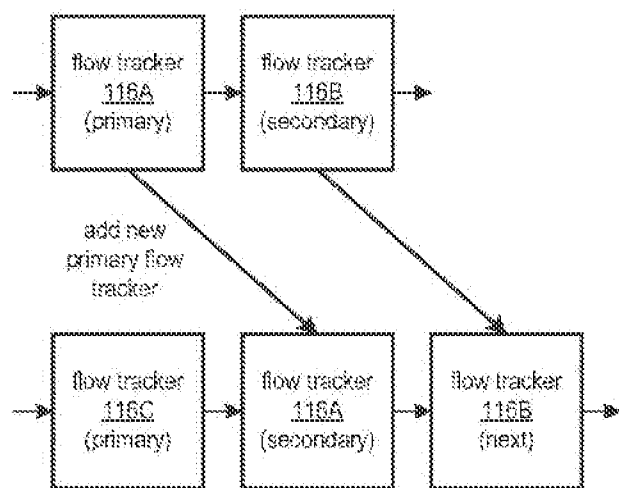 flow tracker
116A
(primary)
flow tracker
116B
(secondary)
add new
primary flow
tracker
flow tracker
116C
(primary)
flow tracker
116A
(secondary)
flow tracker
116B
(next)